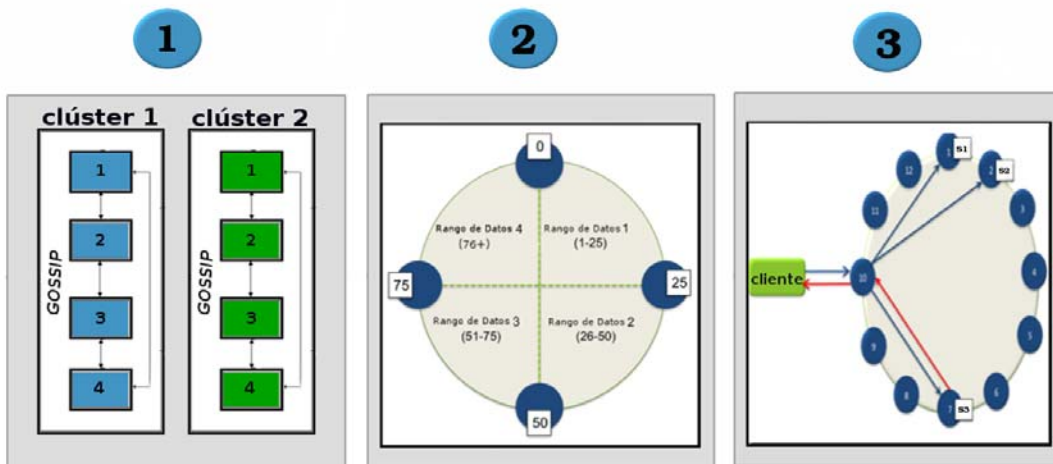 1
2
3
clúster 1
clúster 2
1
2
3
4
GOSSIP
1
2
3
4
GOSSIP
0
Rango de Datos 4
(76+)
Rango de Datos 1
(1-25)
75
25
Rango de Datos 3
(51-75)
Rango de Datos 2
(26-50)
50
cliente
1
S1
2
S2
3
4
5
6
7
S3
8
9
10
11
12